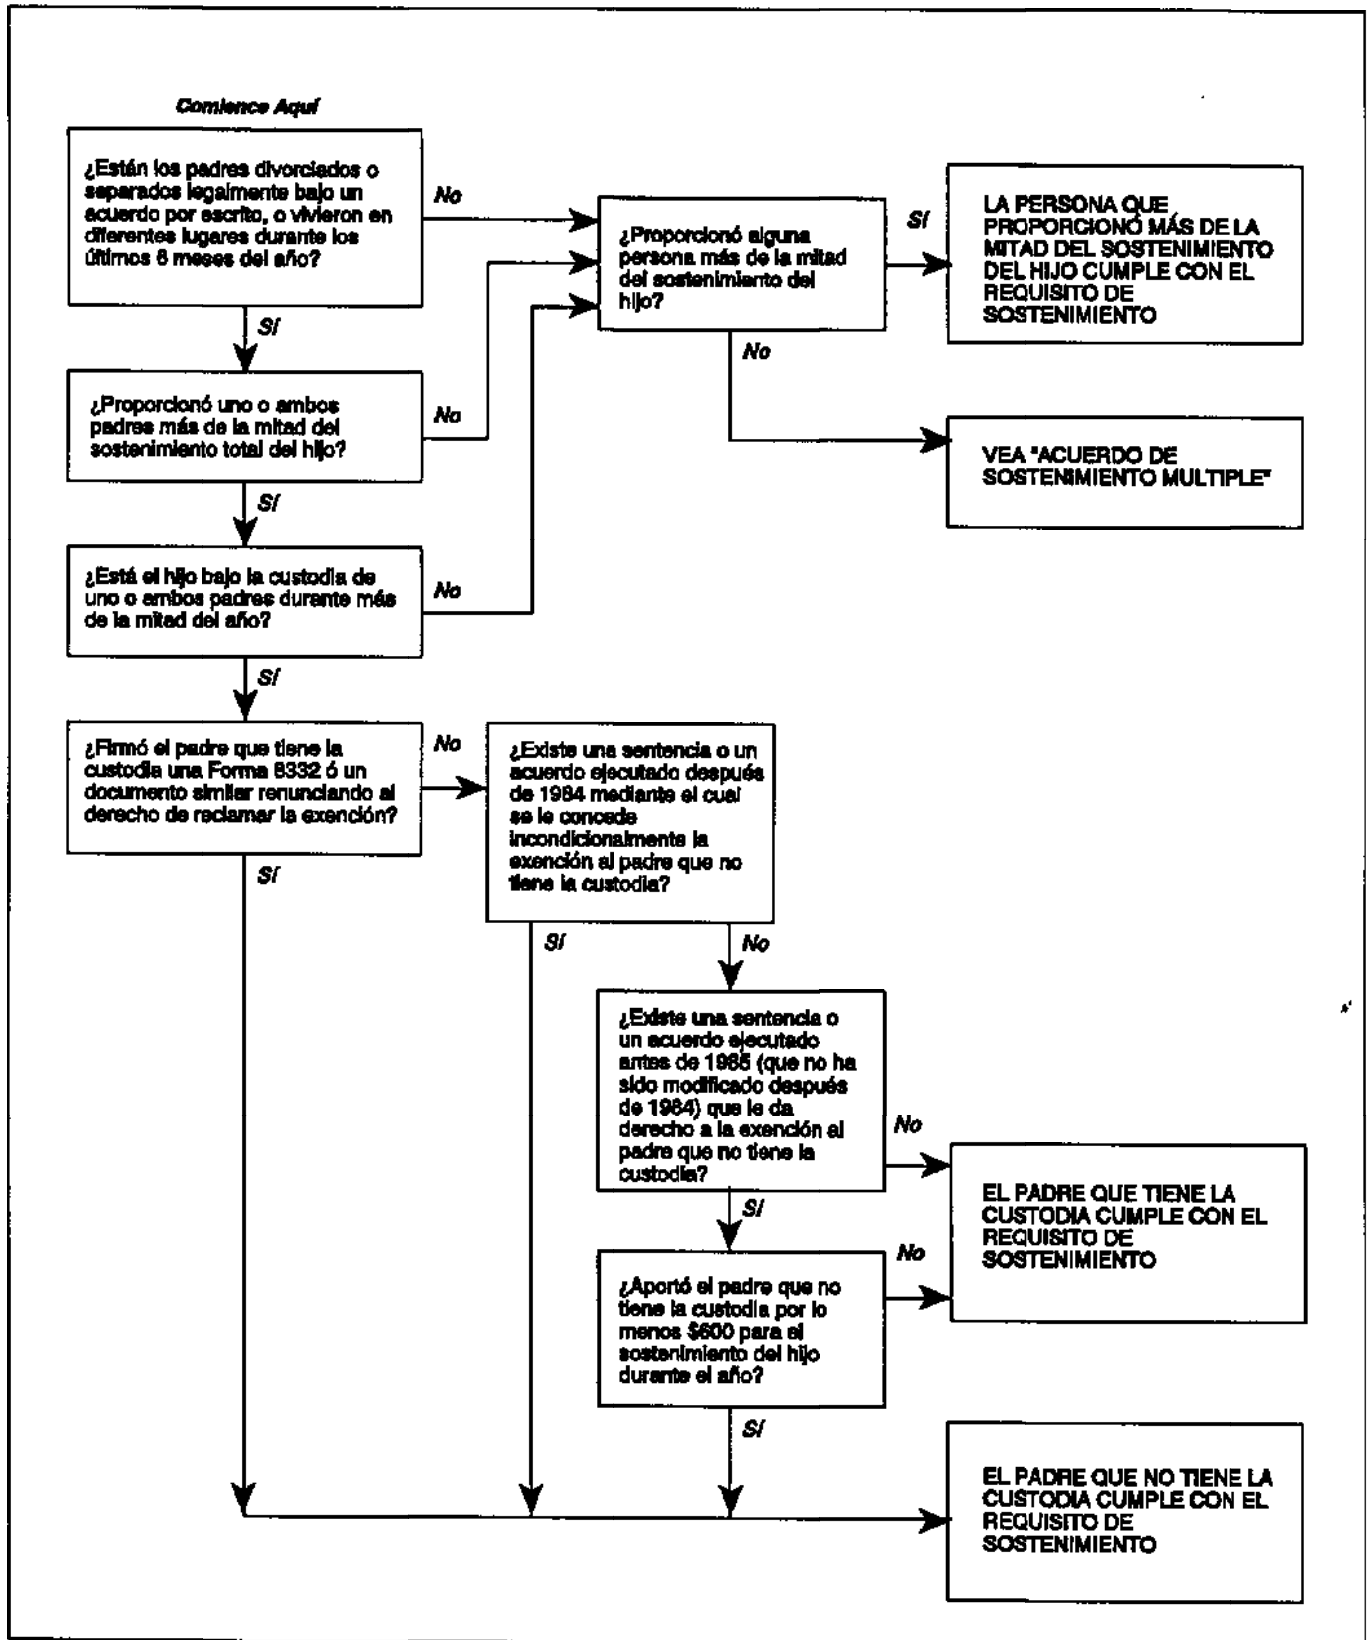 Comience Aquí
¿Están los padres divorciados o
separados legalmente bajo un
acuerdo por escrito, o vivieron en
diferentes lugares durante los
últimos 6 meses del año?
No
Sí
¿Proporcionó alguna
persona más de la mitad
del sostenimiento del
hijo?
Sí
No
LA PERSONA QUE
PROPORCIONÓ MÁS DE LA
MITAD DEL SOSTENIMIENTO
DEL HIJO CUMPLE CON EL
REQUISITO DE
SOSTENIMIENTO
¿Proporcionó uno o ambos
padres más de la mitad del
sostenimiento total del hijo?
No
Sí
VEA "ACUERDO DE
SOSTENIMIENTO MULTIPLE"
¿Está el hijo bajo la custodia de
uno o ambos padres durante más
de la mitad del año?
No
Sí
¿Firmó el padre que tiene la
custodia una Forma 8332 ó un
documento similar renunciando al
derecho de reclamar la exención?
No
Sí
¿Existe una sentencia o un
acuerdo ejecutado después
de 1984 mediante el cual
se le concede
incondicionalmente la
exención al padre que no
tiene la custodia?
Sí
No
¿Existe una sentencia o
un acuerdo ejecutado
antes de 1985 (que no ha
sido modificado después
de 1984) que le da
derecho a la exención al
padre que no tiene la
custodia?
No
Sí
EL PADRE QUE TIENE LA
CUSTODIA CUMPLE CON EL
REQUISITO DE
SOSTENIMIENTO
¿Aportó el padre que no
tiene la custodia por lo
menos $600 para el
sostenimiento del hijo
durante el año?
No
Sí
EL PADRE QUE NO TIENE LA
CUSTODIA CUMPLE CON EL
REQUISITO DE
SOSTENIMIENTO